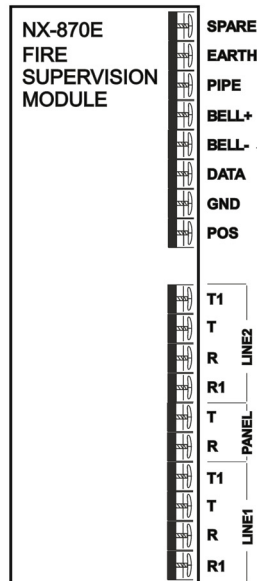 NX-870E
FIRE
SUPERVISION
MODULE
SPARE
EARTH
PIPE
BELL+
BELL-
DATA
GND
POS
T1
T
R
R1
LINE2
T
R
PANEL
T1
T
R
R1
LINE1